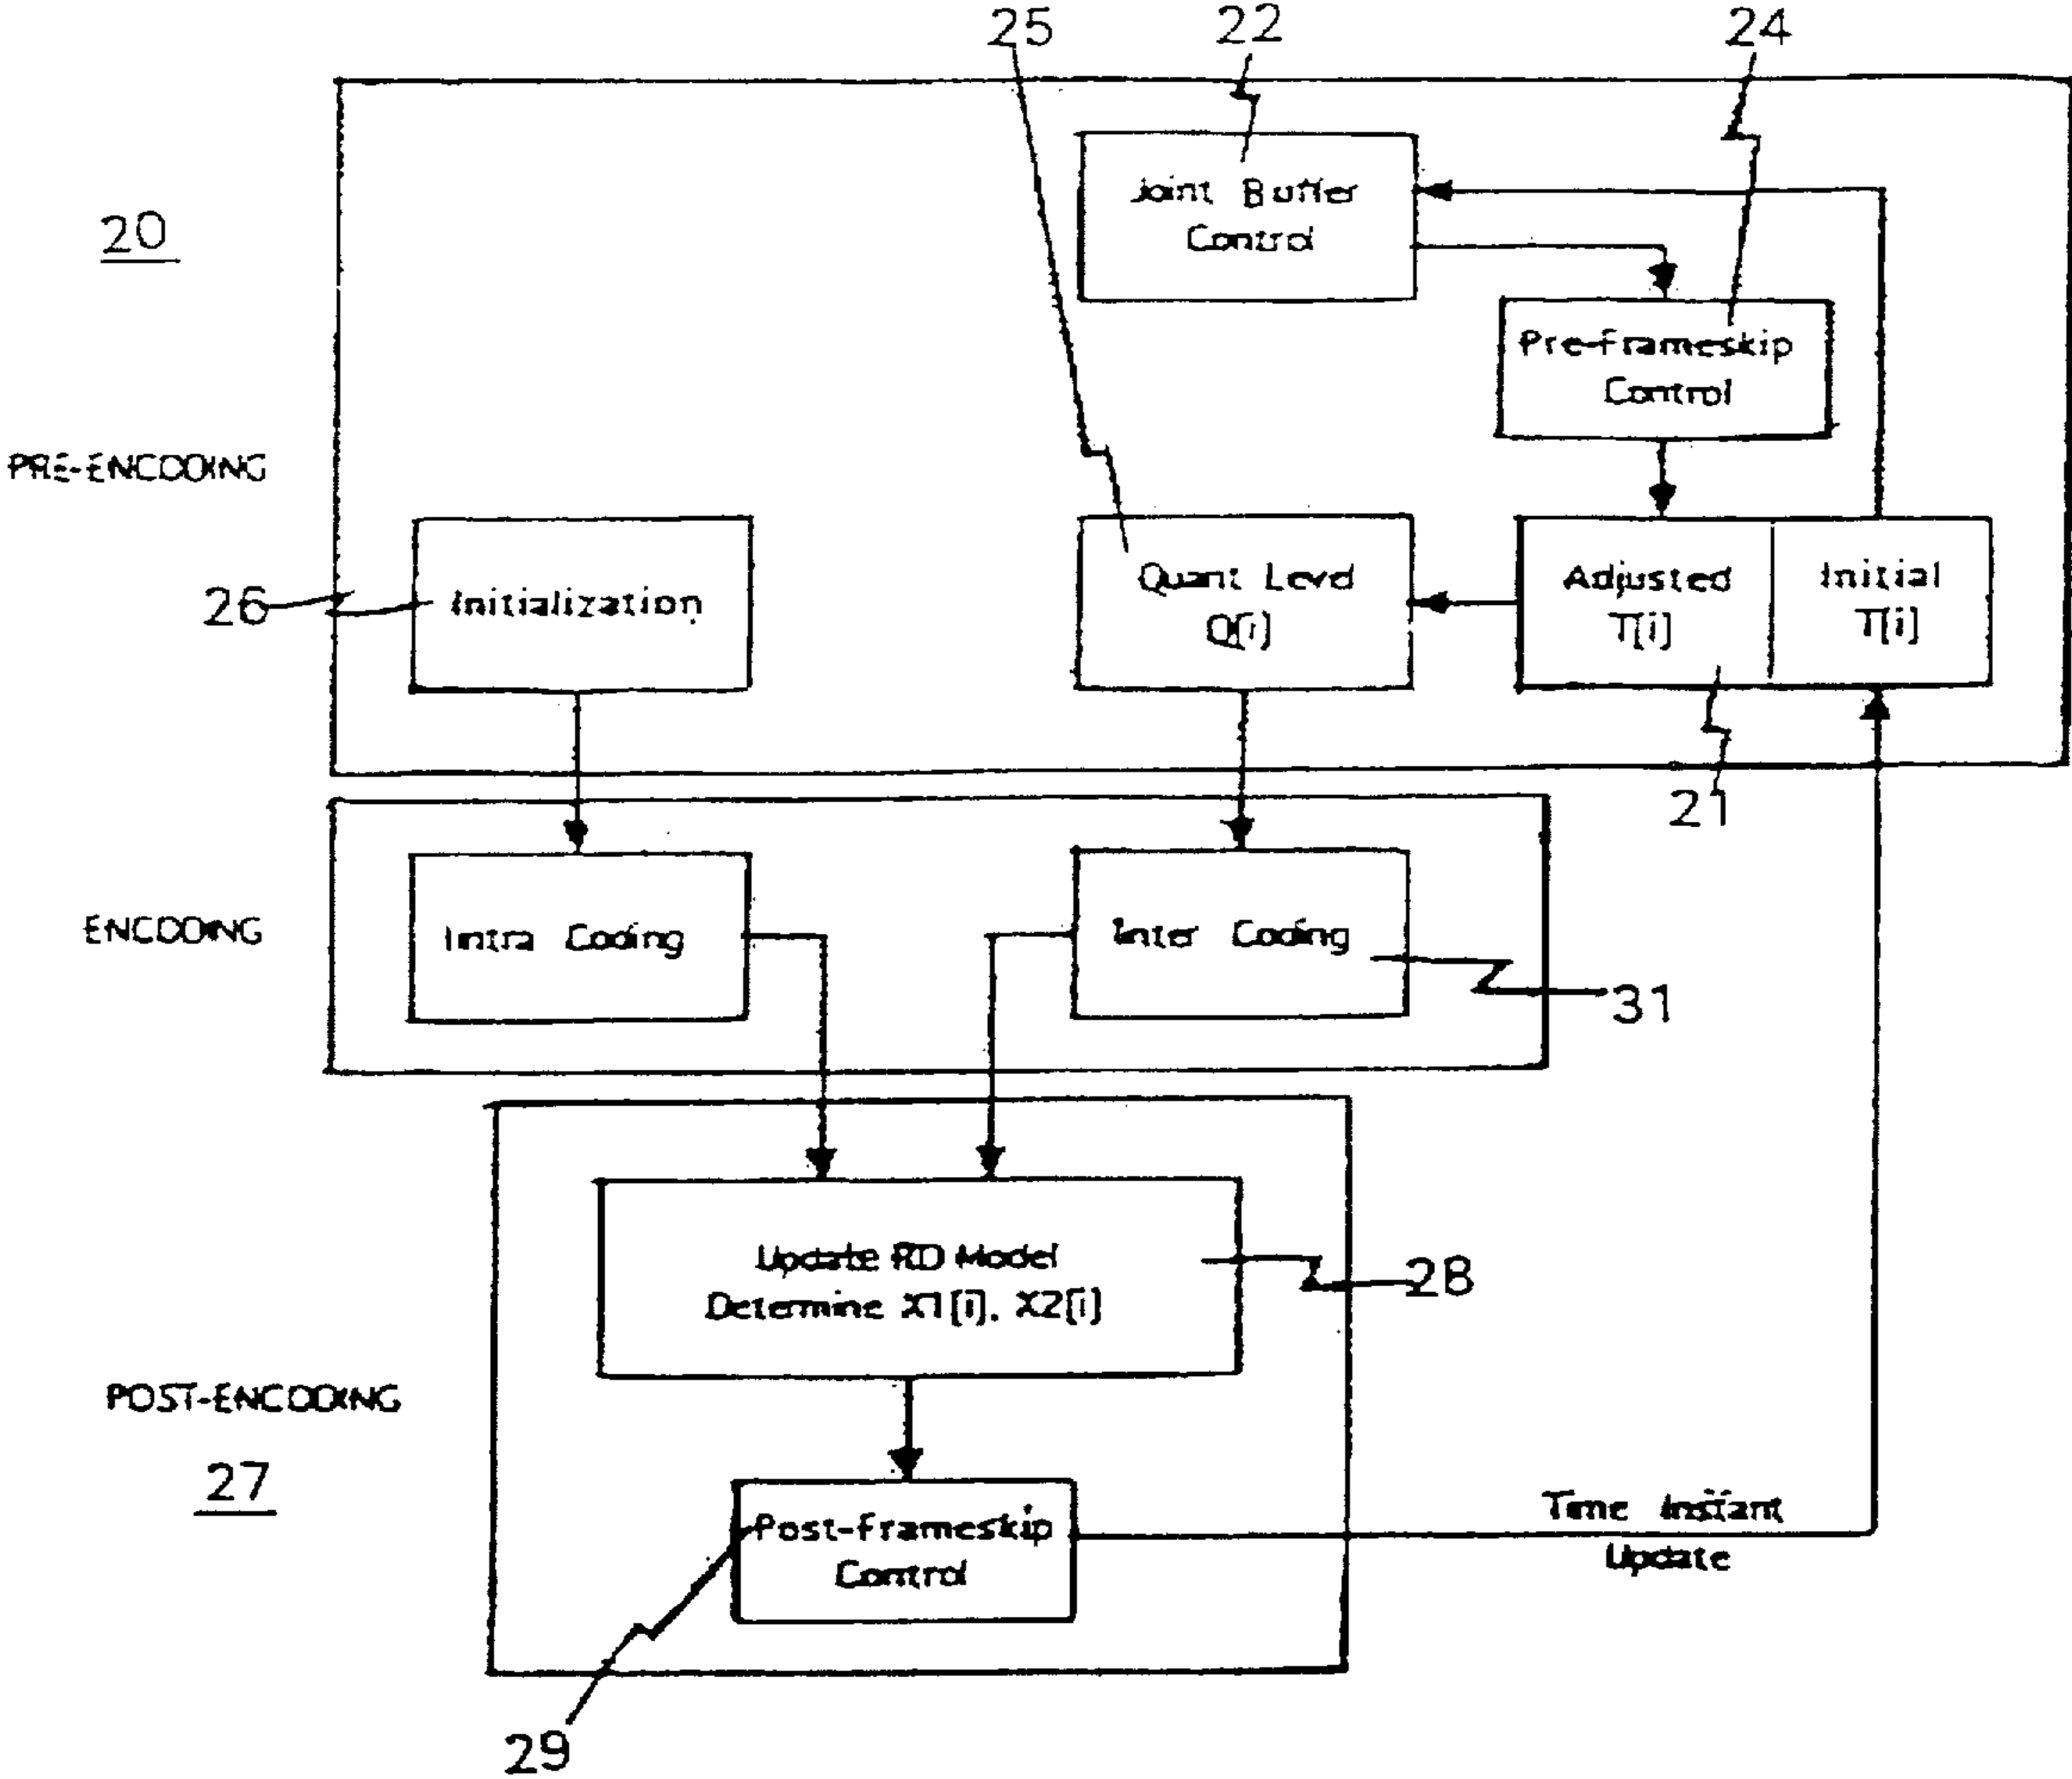 25
22
24
20
Joint Buffer
Control
Pre-frameskip
Control
PRE-ENCODING
26
Initialization
Quant Level
Q[i]
Adjusted
T[i]
Initial
T[i]
21
ENCODING
Intra Coding
Inter Coding
31
Update RD Model
Determine X1[i], X2[i]
28
POST-ENCODING
27
Post-frameskip
Control
Time Instant
Update
29